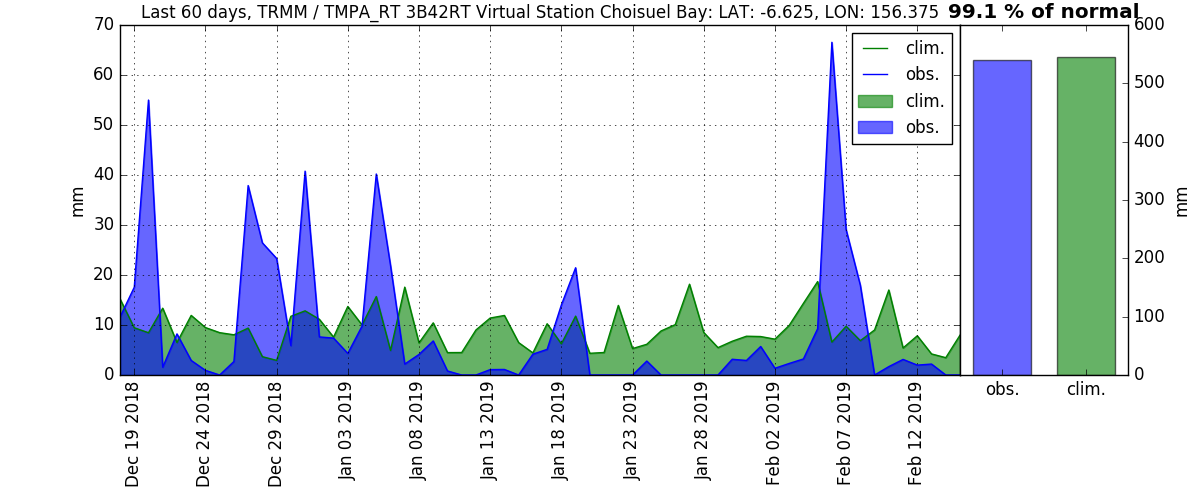 Last 60 days, TRMM / TMPA_RT 3B42RT Virtual Station Choisuel Bay: LAT: -6.625, LON: 156.375 99.1 % of normal
70
60
50
40
30
20
10
0
mm
clim.
obs.
clim.
obs.
Dec 19 2018
Dec 24 2018
Dec 29 2018
Jan 03 2019
Jan 08 2019
Jan 13 2019
Jan 18 2019
Jan 23 2019
Jan 28 2019
Feb 02 2019
Feb 07 2019
Feb 12 2019
600
500
400
300
200
100
0
mm
obs. clim.